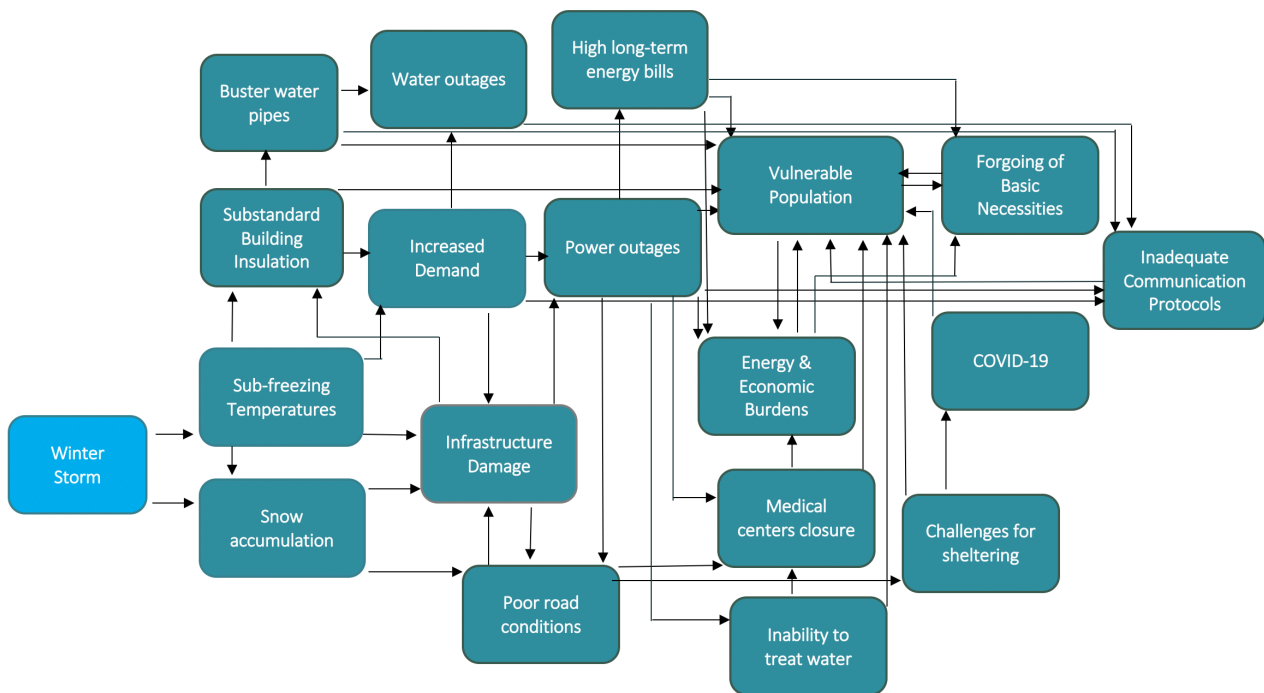 High long-term
energy bills
Buster water
pipes
Water outages
Vulnerable
Population
Forgoing of
Basic
Necessities
Substandard
Building
Insulation
Increased
Demand
Power outages
Inadequate
Communication
Protocols
Sub-freezing
Temperatures
Energy &
Economic
Burdens
COVID-19
Winter
Storm
Infrastructure
Damage
Snow
accumulation
Medical
centers closure
Challenges for
sheltering
Poor road
conditions
Inability to
treat water